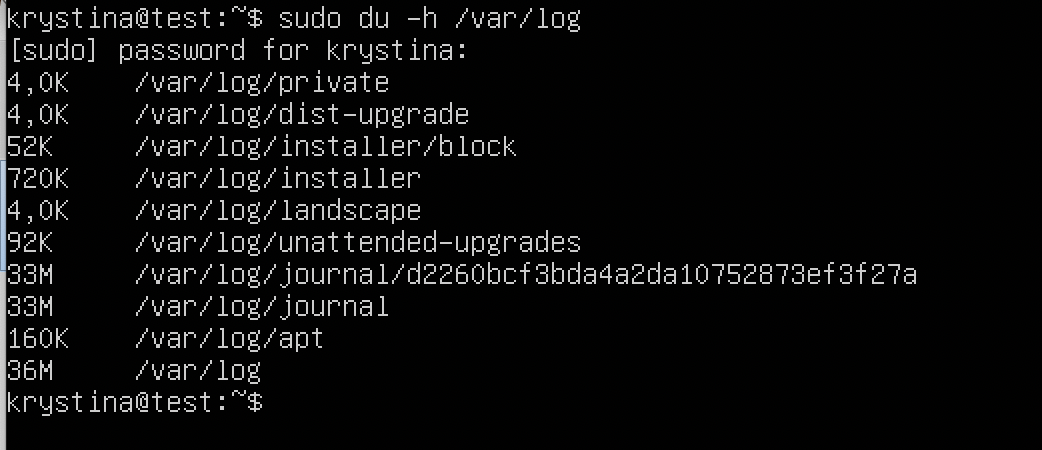 krystina@test:~$ sudo du -h /var/log
[sudo] password for krystina:
4,0K /var/log/private
4,0K /var/log/dist-upgrade
52K /var/log/installer/block
720K /var/log/installer
4,0K /var/log/landscape
92K /var/log/unattended-upgrades
33M /var/log/journal/d2260bcf3bda4a2da10752873ef3f27a
33M /var/log/journal
160K /var/log/apt
36M /var/log
krystina@test:~$